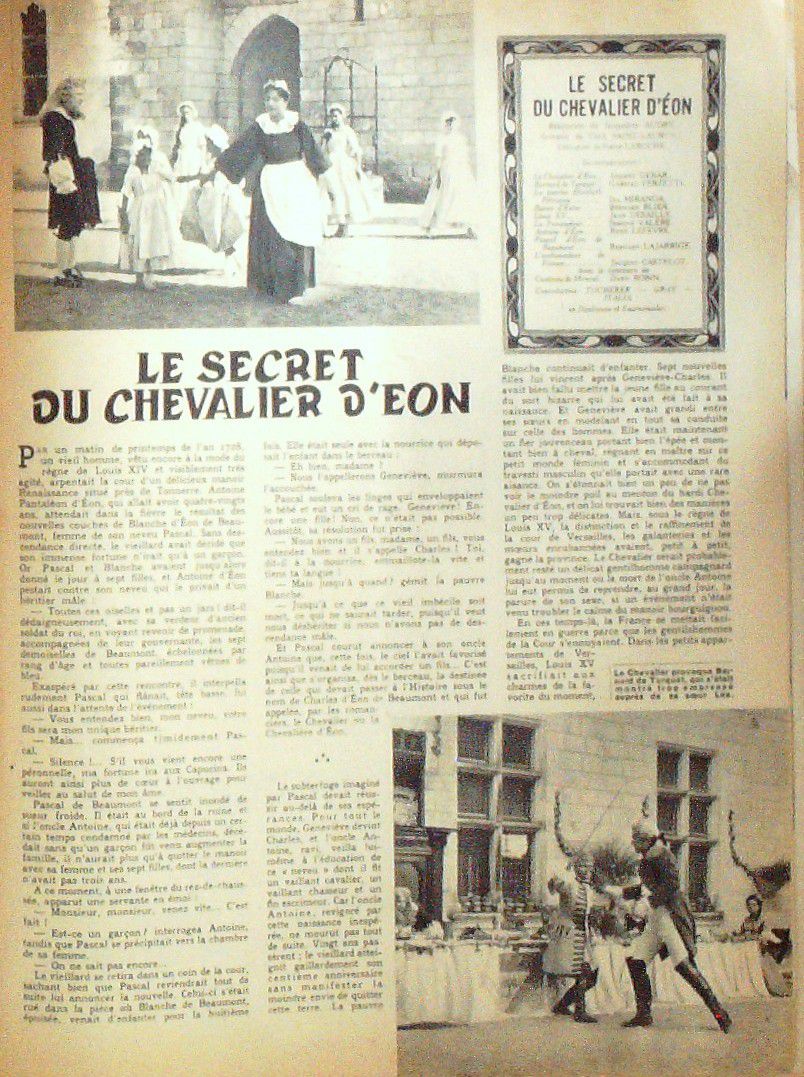 LE SECRET
DU CHEVALIER D'ÉON
LE SECRET
DU CHEVALIER D'EON
PAR un matin de printemps de l'an 1728,
un vieil homme, vêtu encore à la mode du
règne de Louis XIV et visiblement très
agité, arpentait la cour d'un délicieux manoir
Renaissance situé près de Tonnerre. Antoine
Pantaléon d'Éon, qui allait avoir quatre-vingts
ans, attendait dans la fièvre le résultat des
nouvelles couches de Blanche d'Éon de Beau-
mont, femme de son neveu Pascal. Sans des-
cendance directe, le vieillard avait décidé que
son immense fortune n'irait qu'à un garçon.
Or Pascal et Blanche avaient jusqu'alors
donné le jour à sept filles, et Antoine d'Éon
pestait contre son neveu qui le privait d'un
héritier mâle :
— Toutes ces oiselles et pas un jars ! dit-il
dédaigneusement, avec sa verdeur d'ancien
soldat du roi, en voyant revenir de promenade,
accompagnées de leur gouvernante, les sept
demoiselles de Beaumont, échelonnées par
rang d'âge et toutes pareillement vêtues de
bleu.
Exaspéré par cette rencontre, il interpella
rudement Pascal qui flânait, tête basse, lui
aussi dans l'attente de l'événement :
— Vous entendez bien, mon neveu, votre
fils sera mon unique héritier.
— Mais... commença timidement Pas-
cal.
— Silence !... S'il vous vient encore une
péronnelle, ma fortune ira aux Capucins. Ils
auront ainsi plus de cœur à l'ouvrage pour
veiller au salut de mon âme.
Pascal de Beaumont se sentit inondé de
sueur froide. Il était au bord de la ruine et
si l'oncle Antoine, qui était déjà depuis un cer-
tain temps condamné par les médecins, décé-
dait sans qu'un garçon fût venu augmenter la
famille, il n'aurait plus qu'à quitter le manoir
avec sa femme et ses sept filles, dont la dernière
n'avait pas trois ans.
A ce moment, à une fenêtre du rez-de-chaus-
sée, apparut une servante en émoi :
— Monsieur, monsieur, venez vite... C'est
fait !
— Est-ce un garçon ? interrogea Antoine,
tandis que Pascal se précipitait vers la chambre
de sa femme.
— On ne sait pas encore...
Le vieillard se retira dans un coin de la cour,
sachant bien que Pascal reviendrait tout de
suite lui annoncer la nouvelle. Celui-ci s'était
rué dans la pièce où Blanche de Beaumont,
épuisée, venait d'enfanter pour la huitième
fois. Elle était seule avec la nourrice qui dépo-
sait l'enfant dans le berceau :
— Eh bien, madame ?
— Nous l'appellerons Geneviève, murmura
l'accouchée.
Pascal souleva les linges qui enveloppaient
le bébé et eut un cri de rage. Geneviève ! En-
core une fille ! Non, ce n'était pas possible.
Aussitôt, sa résolution fut prise :
— Nous avons un fils, madame, un fils, vous
entendez bien et il s'appelle Charles ! Toi,
dit-il à la nourrice, emmaillote-la vite et
tiens ta langue !
— Mais jusqu'à quand ? gémit la pauvre
Blanche.
— Jusqu'à ce que ce vieil imbécile soit
mort, ce qui ne saurait tarder, puisqu'il veut
nous déshériter si nous n'avons pas de des-
cendance mâle.
Et Pascal courut annoncer à son oncle
Antoine que, cette fois, le ciel l'avait favorisé
puisqu'il venait de lui accorder un fils... C'est
ainsi que s'organisa, dès le berceau, la destinée
de celle qui devait passer à l'Histoire sous le
nom de Charles d'Éon de Beaumont et qui fut
appelée, par les roman-
ciers, le Chevalier ou la
Chevalière d'Éon.
Le subterfuge imaginé
par Pascal devait réus-
sir au-delà de ses espé-
rances. Pour tout le
monde, Geneviève devint
Charles, et l'oncle An-
toine, ravi, veilla lui-
même à l'éducation de
ce « neveu » dont il fit
un vaillant cavalier, un
vaillant chasseur et un
fin escrimeur. Car l'oncle
Antoine, revigoré par
cette naissance inespé-
rée, ne mourut pas tout
de suite. Vingt ans pas-
sèrent : le vieillard attei-
gnit gaillardement son
centième anniversaire
sans manifester la
moindre envie de quitter
cette terre. La pauvre
Blanche continuait d'enfanter. Sept nouvelles
filles lui vinrent après Geneviève-Charles. Il
avait bien fallu mettre la jeune fille au courant
du sort bizarre qui lui avait été fait à sa
naissance. Et Geneviève avait grandi entre
ses sœurs en modelant en tout sa conduite
sur celle des hommes. Elle était maintenant
un fier jouvenceau portant bien l'épée et mon-
tant bien à cheval, régnant en maître sur ce
petit monde féminin et s'accommodant du
travesti masculin qu'elle portait avec une rare
aisance. On s'étonnait bien un peu de ne pas
voir le moindre poil au menton du hardi Che-
valier d'Éon, et on lui trouvait bien des manières
un peu trop délicates. Mais, sous le règne de
Louis XV, la distinction et le raffinement de
la cour de Versailles, les galanteries et les
mœurs enrubannées avaient, petit à petit,
gagné la province. Le Chevalier serait probable-
ment resté un délicat gentilhomme campagnard
jusqu'au moment où la mort de l'oncle Antoine
lui eût permis de reprendre, au grand jour, la
parure de son sexe, si un événement n'était
venu troubler le calme du manoir bourguignon.
En ces temps-là, la France se mettait faci-
lement en guerre parce que les gentilshommes
de la Cour s'ennuyaient. Dans les petits appar-
tements de Ver-
sailles, Louis XV
sacrifiait aux
charmes de la fa-
vorite du moment,
Le Chevalier provoque Ber-
nard de Turquet, qui s'était
montré trop empressé
auprès de sa sœur Lea